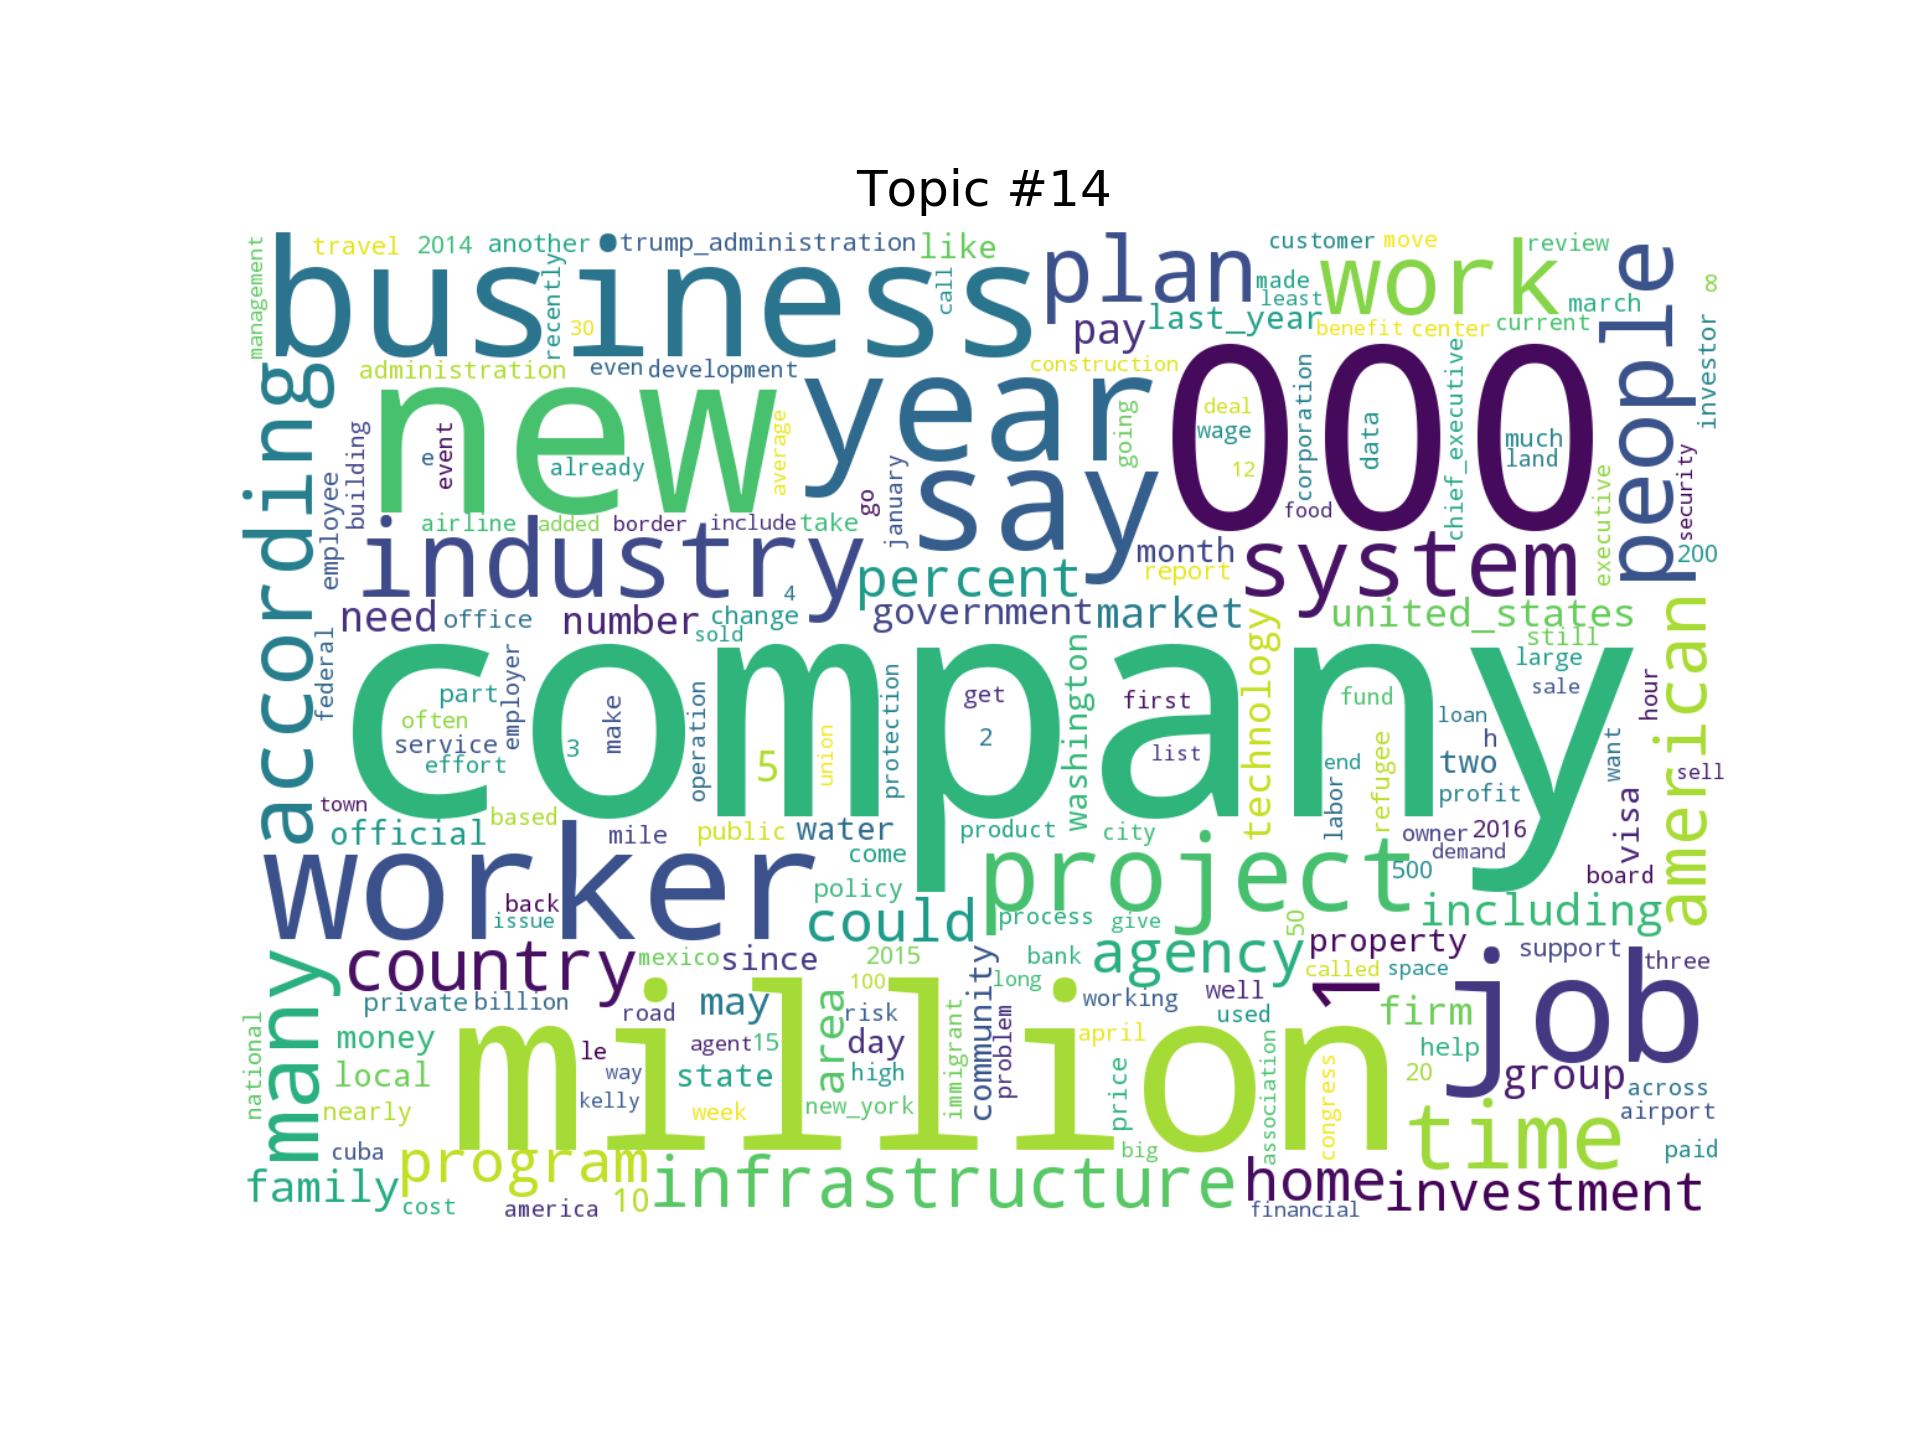 Topic #14
management
travel
2014
another
trump_administration
like
customer
move
review
business
recently
call
plan
made
least
work
march
people
8
30
pay
last_year
benefit
center
current
investor
administration
even
development
construction
year
000
according
new
average
going
deal
wage
12
corporation
data
chief_executive
much
land
building
e
event
already
say
january
go
food
executive
security
employee
airline
added
border
include
take
month
report
system
200
industry
4
percent
need
office
number
change
sold
government
market
technology
united_states
still
american
federal
company
part
often
service
effort
employer
3
make
operation
5
union
protection
get
2
washington
first
list
fund
large
sale
loan
h
hour
end
two
refugee
labor
profit
want
sell
town
based
official
mile
public
water
product
city
owner
2016
demand
visa
worker
come
project
500
board
back
issue
policy
could
process
give
50
including
many
country
mexico
since
2015
bank
agency
property
support
three
private
billion
100
long
called
space
job
road
may
area
risk
community
problem
working
well
used
1
firm
national
money
million
le
agent
15
day
immigrant
april
help
local
way
state
high
price
association
congress
20
group
across
nearly
kelly
week
new_york
airport
cuba
program
big
time
paid
family
cost
america
10
infrastructure
home
financial
investment